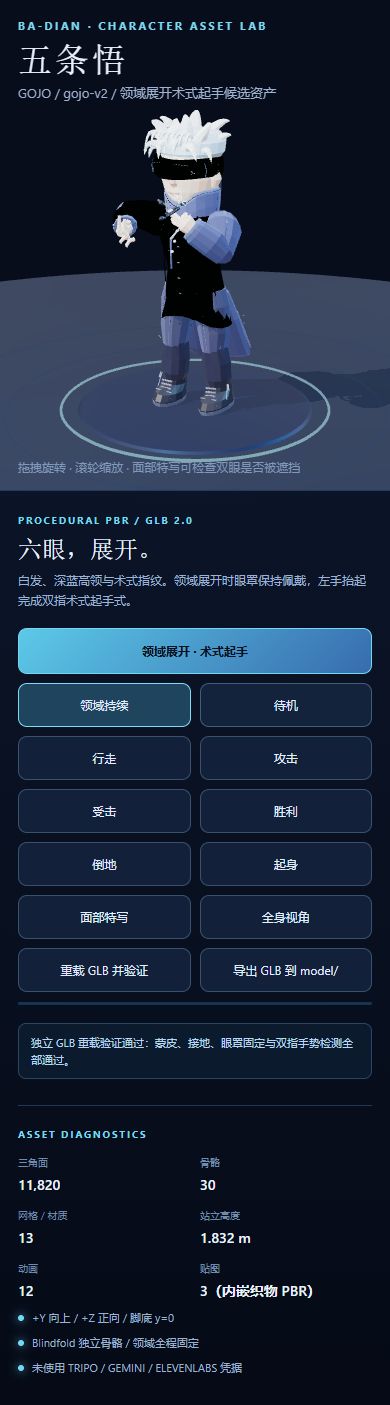 BA-DIAN · CHARACTER ASSET LAB
五条悟
GOJO / gojo-v2 / 领域展开术式起手候选资产
拖拽旋转 · 滚轮缩放 · 面部特写可检查双眼是否被遮挡
PROCEDURAL PBR / GLB 2.0
六眼，展开。
白发、深蓝高领与术式指纹。领域展开时眼罩保持佩戴，左手抬起
完成双指术式起手式。
领域展开 · 术式起手
领域持续
待机
行走
攻击
受击
胜利
倒地
起身
面部特写
全身视角
重载 GLB 并验证
导出 GLB 到 model/
独立 GLB 重载验证通过：蒙皮、接地、眼罩固定与双指手势检测全
部通过。
ASSET DIAGNOSTICS
三角面
骨骼
11,820
30
网格 / 材质
站立高度
13
1.832 m
动画
贴图
12
3（内嵌织物 PBR）
+Y 向上 / +Z 正向 / 脚底 y=0
Blindfold 独立骨骼 / 领域全程固定
未使用 TRIPO / GEMINI / ELEVENLABS 凭据